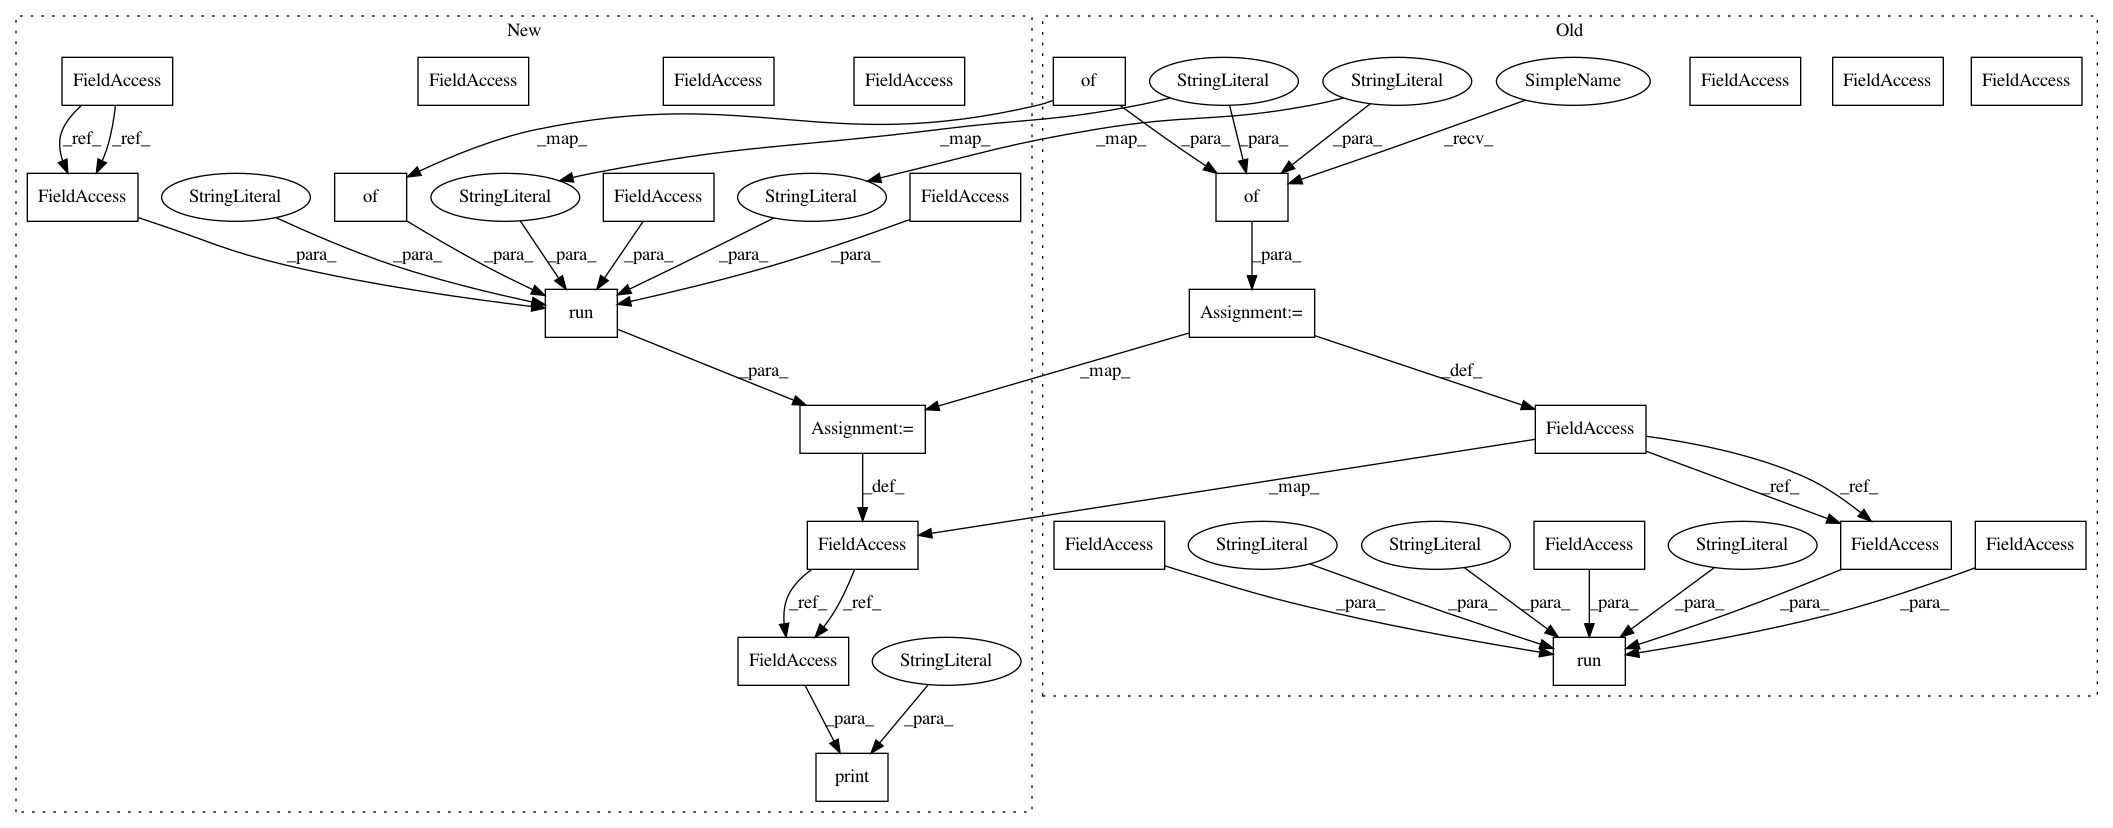 New
Old
FieldAccess
FieldAccess
FieldAccess
FieldAccess
of
StringLiteral
StringLiteral
SimpleName
FieldAccess
FieldAccess
FieldAccess
_ref_
_ref_
_map_
_map_
_map_
_para_
_para_
_para_
_recv_
FieldAccess
StringLiteral
of
StringLiteral
FieldAccess
StringLiteral
FieldAccess
of
_para_
_para_
_para_
_para_
_para_
_para_
_para_
_para_
run
Assignment:=
_para_
_map_
_def_
Assignment:=
FieldAccess
_def_
_map_
_ref_
_ref_
FieldAccess
FieldAccess
StringLiteral
StringLiteral
FieldAccess
StringLiteral
FieldAccess
FieldAccess
_ref_
_ref_
_para_
_para_
_para_
_para_
_para_
_para_
_para_
FieldAccess
StringLiteral
run
_para_
_para_
print